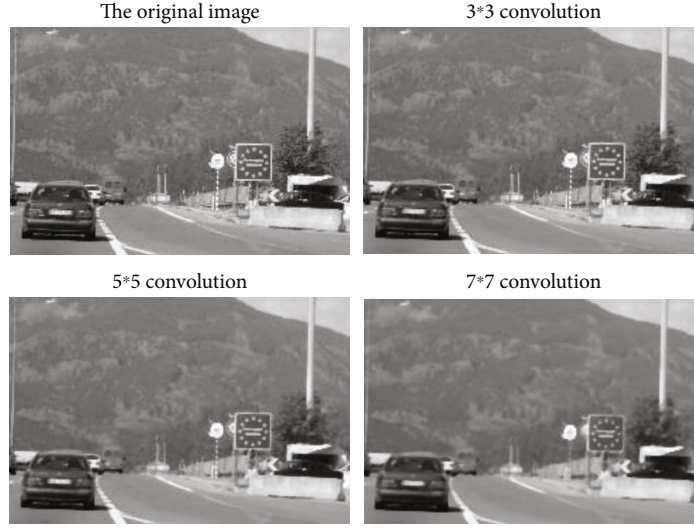 The original image
3*3 convolution
5*5 convolution
7*7 convolution